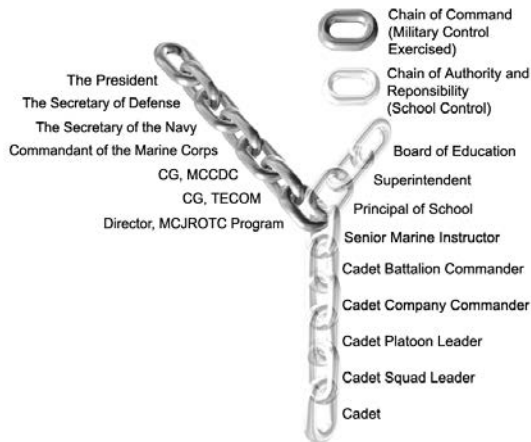 Chain of Command
(Military Control
Exercised)
Chain of Authority and
Reponsibility
(School Control)
The President
The Secretary of Defense
The Secretary of the Navy
Commandant of the Marine Corps
CG, MCCDC
CG, TECOM
Director, MCJROTC Program
Board of Education
Superintendent
Principal of School
Senior Marine Instructor
Cadet Battalion Commander
Cadet Company Commander
Cadet Platoon Leader
Cadet Squad Leader
Cadet